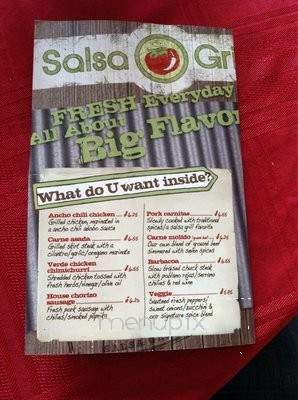 Salsa Gr
FRESH Everyday
All About
Big Flavor
What do U want inside?
Ancho chili chicken
Grilled chicken, marinated in
a ancho chili adobo sauce
Carne asada
Grilled skirt steak with a
cilantro/garlic/oregano marinate
Verde chicken
chimichurri
Shredded chicken tossed with
fresh herbs/vinegar/olive oil
House chorizo
sausage
Fresh pork sausage with
chilies/smoked paprika
Pork carnitas
Slowly cooked with traditional
spices/a salsa grill favorite
Carne molido
Our own blend of ground beef
simmered with salsa spices
Barbacoa
Slow braised chuck steak
with poblano rojas/serrano
chilies & red wine
Veggie
Sauteed fresh peppers/
sweet onions/zucchini &
our signature spice blend
menupix